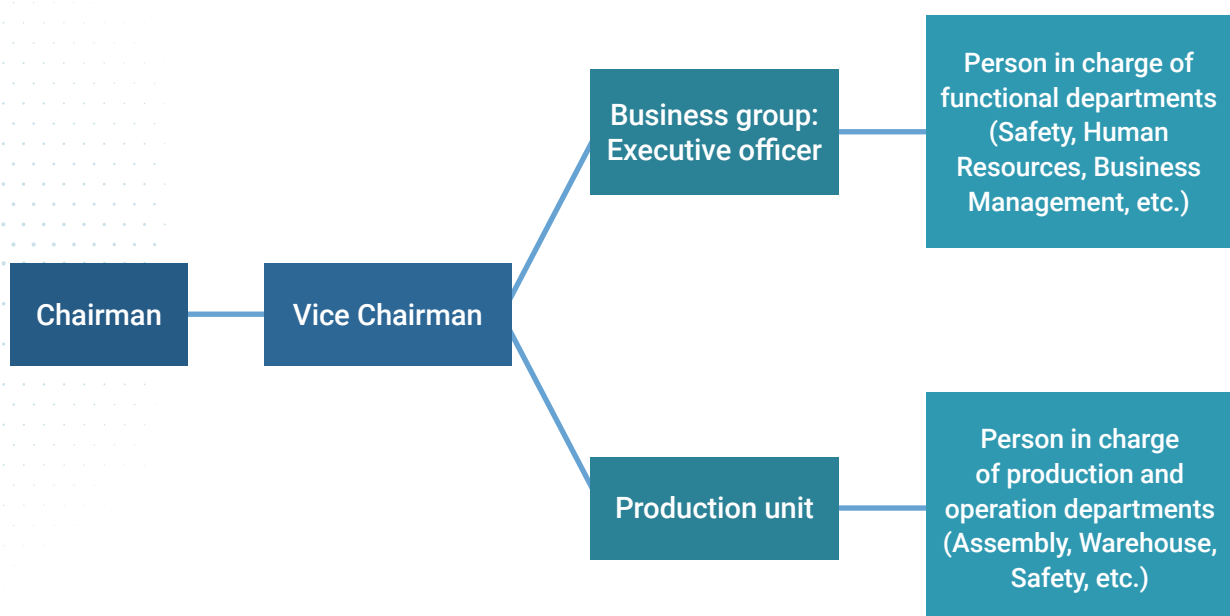 Chairman
Vice Chairman
Business group:
Executive officer
Person in charge of
functional departments
(Safety, Human
Resources, Business
Management, etc.)
Production unit
Person in charge
of production and
operation departments
(Assembly, Warehouse,
Safety, etc.)